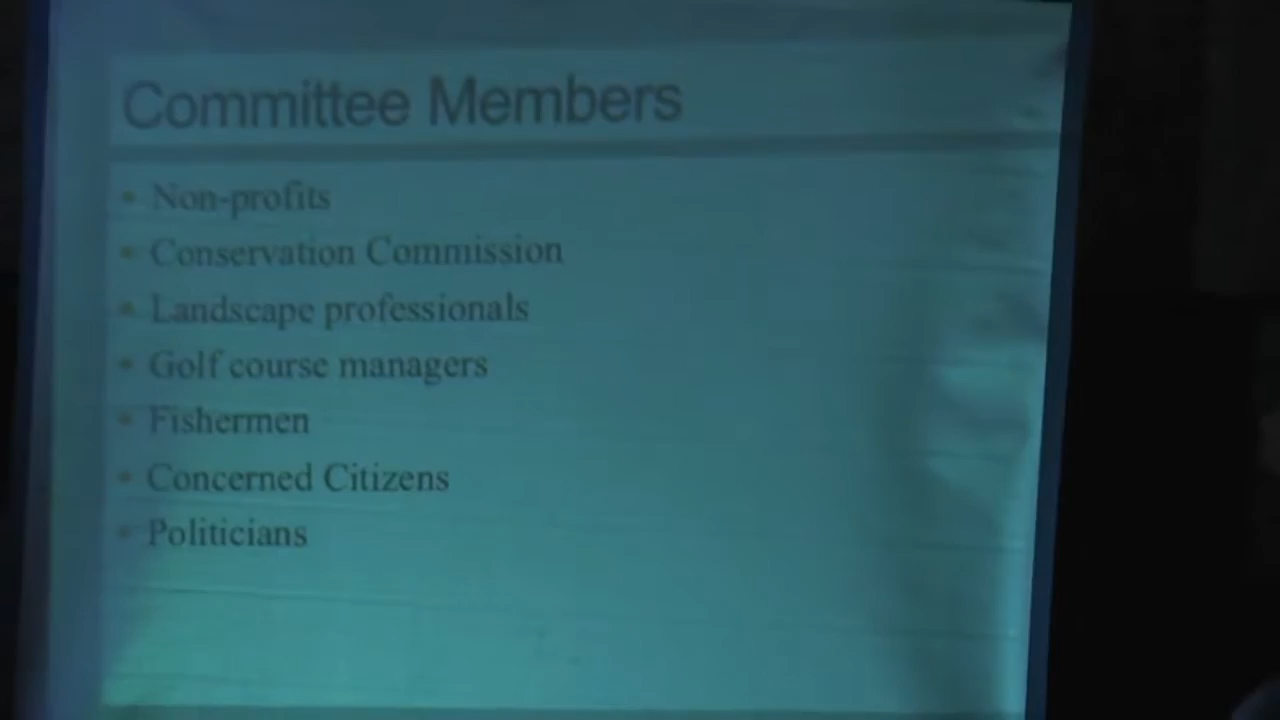 Committee Members
• Non-profits
• Conservation Commission
• Landscape professionals
• Golf course managers
• Fishermen
• Concerned Citizens
• Politicians